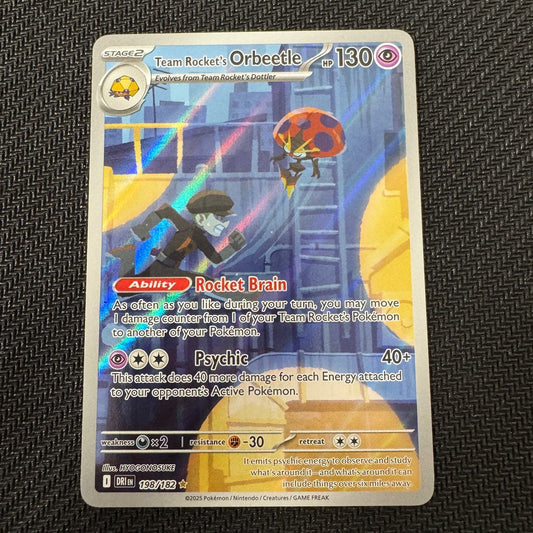 STAGE 2
Team Rocket's Orbeetle HP 130
Evolves from Team Rocket's Dottler
Ability Rocket Brain
As often as you like during your turn, you may move
1 damage counter from 1 of your Team Rocket's Pokémon
to another of your Pokémon.
Psychic 40+
This attack does 40 more damage for each Energy attached
to your opponent's Active Pokémon.
weakness ×2 resistance -30 retreat
Illus. HYOGONOSUKE
I DRI EN 198/182
It emits psychic energy to observe and study
what's around it—and what's around it can
include things over six miles away.
©2025 Pokémon / Nintendo / Creatures / GAME FREAK